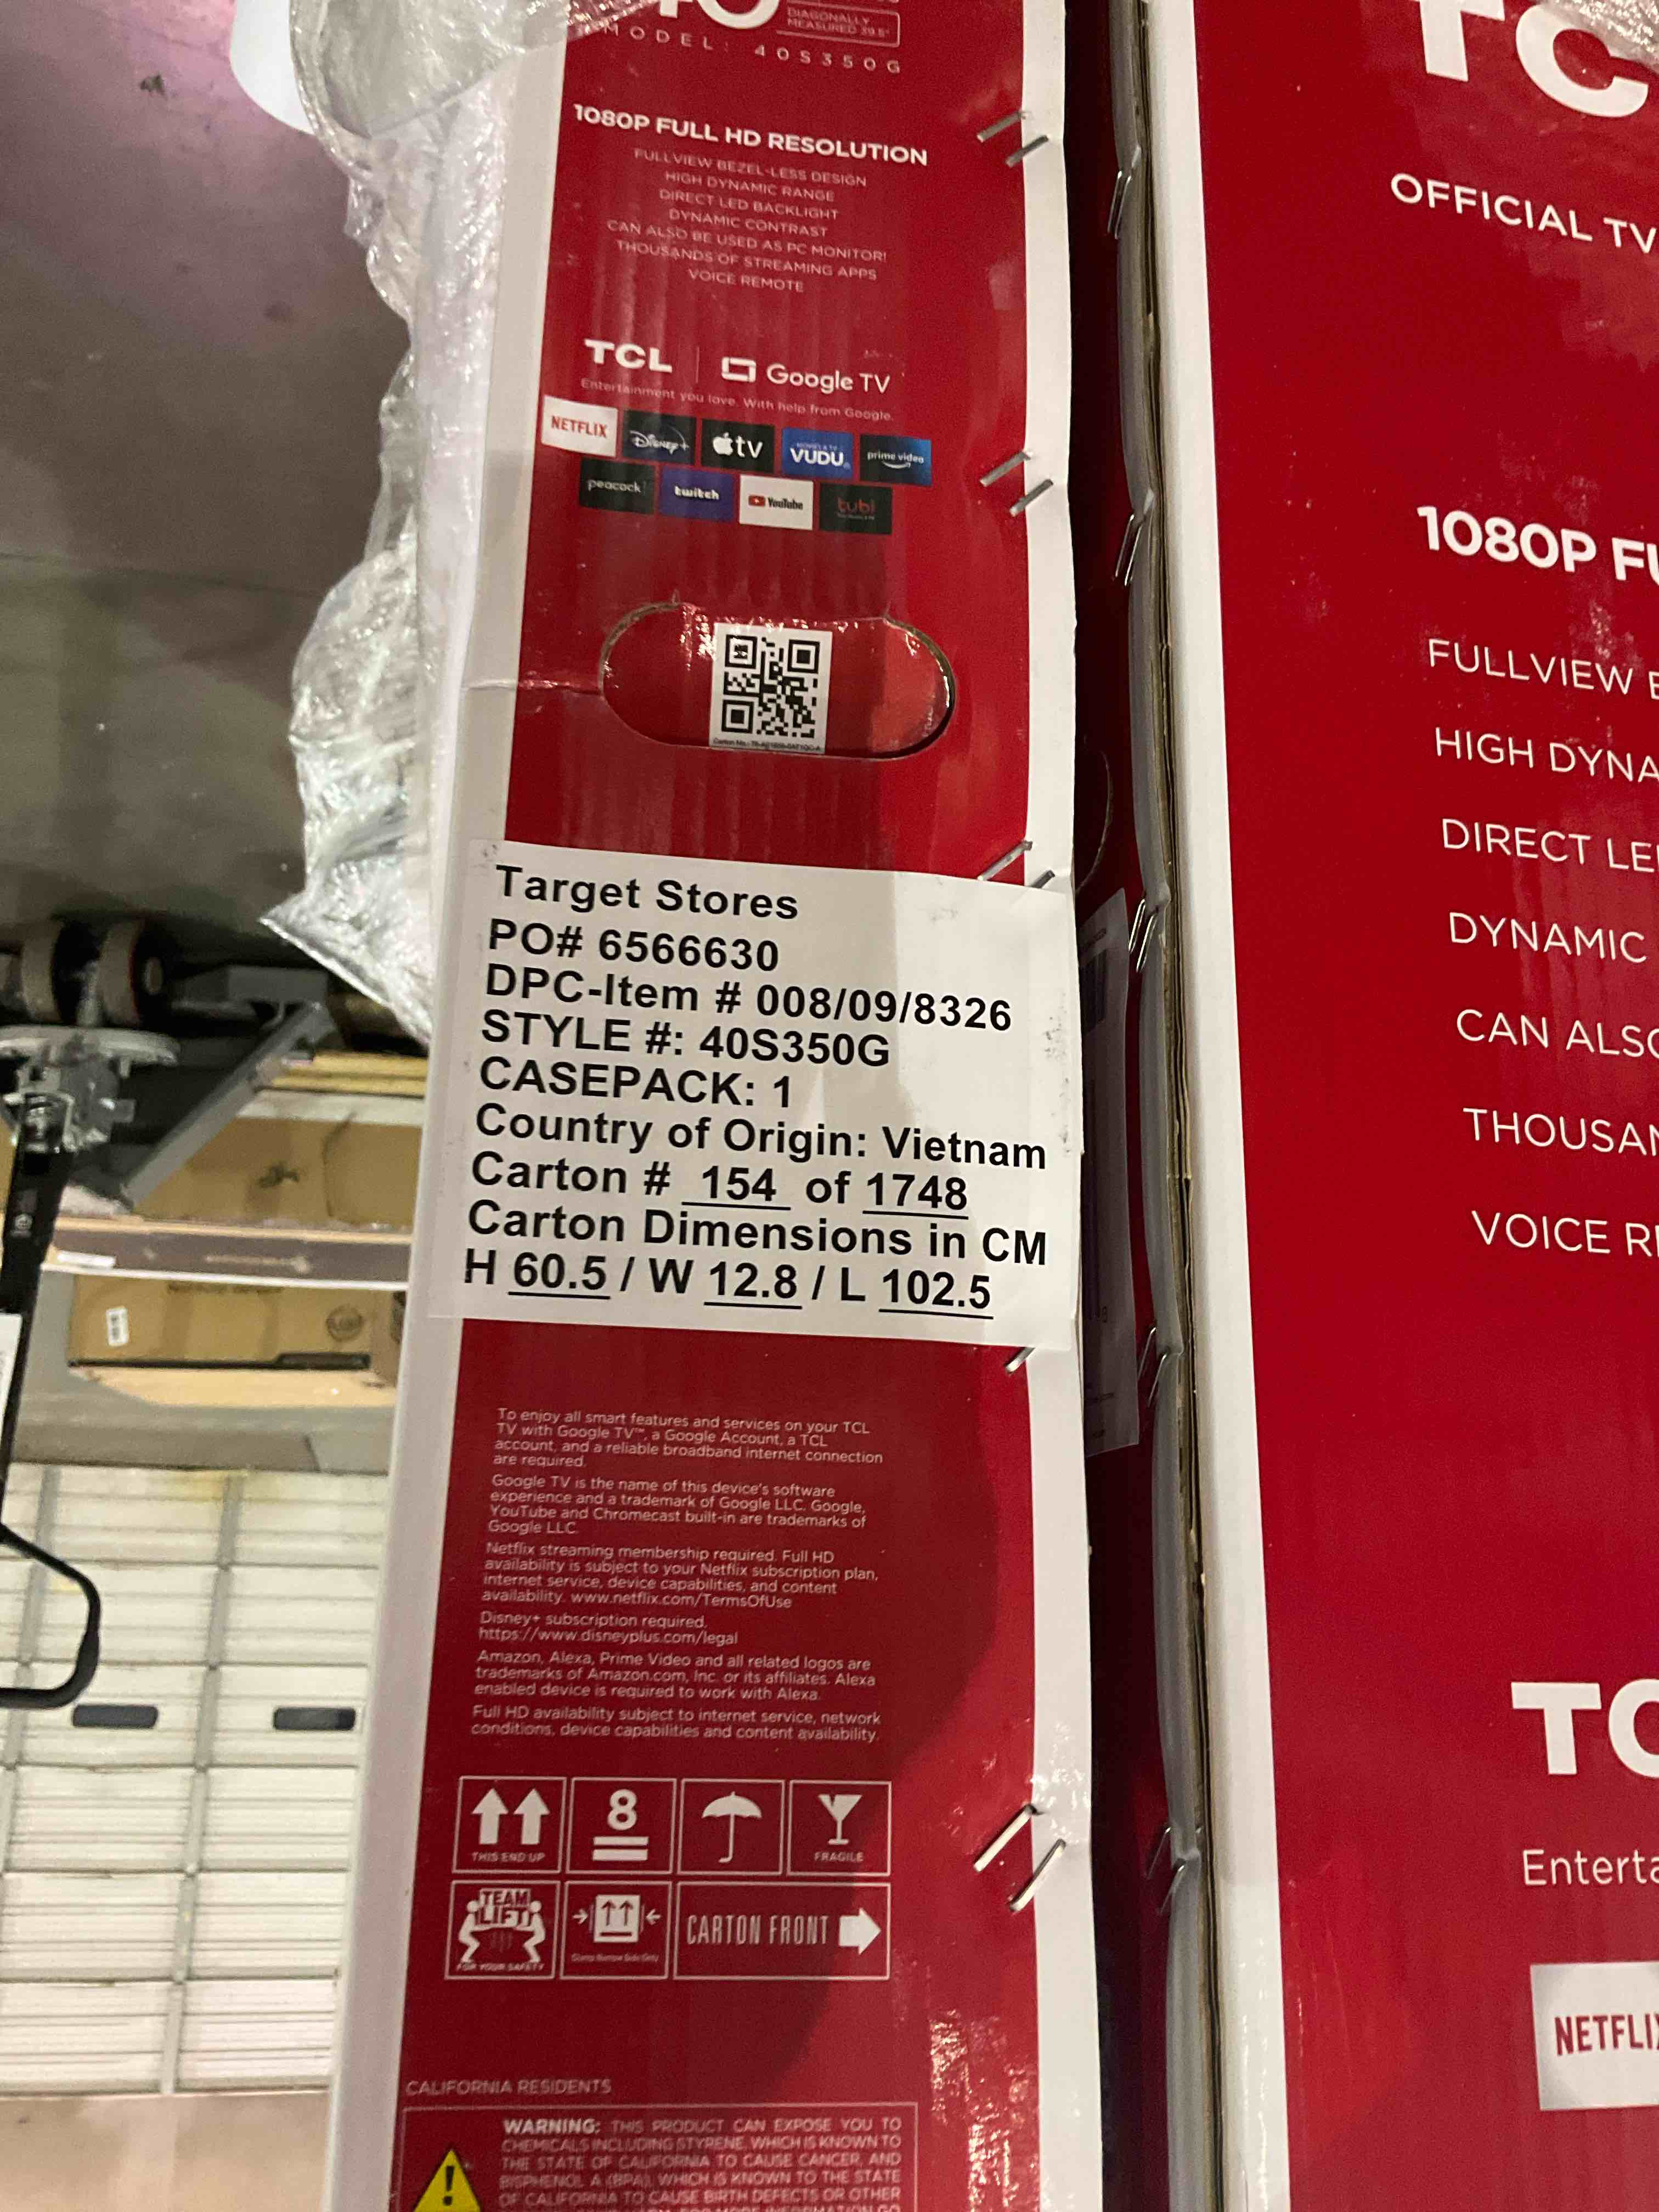 DIAGONALLY
MEASURED 39.5"
MODEL: 40S350G
1080P FULL HD RESOLUTION
FULLVIEW BEZEL-LESS DESIGN
HIGH DYNAMIC RANGE
DIRECT LED BACKLIGHT
DYNAMIC CONTRAST
CAN ALSO BE USED AS PC MONITOR!
THOUSANDS OF STREAMING APPS
VOICE REMOTE
TCL | Google TV
Entertainment you love. With help from Google.
NETFLIX Disney+ tv VUDU prime video
peacock twitch YouTube tubi
Target Stores
PO# 6566630
DPC-Item # 008/09/8326
STYLE #: 40S350G
CASEPACK: 1
Country of Origin: Vietnam
Carton # 154 of 1748
Carton Dimensions in CM
H 60.5 / W 12.8 / L 102.5
To enjoy all smart features and services on your TCL
TV with Google TV™, a Google Account, a TCL
account, and a reliable broadband internet connection
are required.
Google TV is the name of this device's software
experience and a trademark of Google LLC. Google,
YouTube and Chromecast built-in are trademarks of
Google LLC.
Netflix streaming membership required. Full HD
availability is subject to your Netflix subscription plan,
internet service, device capabilities, and content
availability. www.netflix.com/TermsOfUse
Disney+ subscription required.
https://www.disneyplus.com/legal
Amazon, Alexa, Prime Video and all related logos are
trademarks of Amazon.com, Inc. or its affiliates. Alexa
enabled device is required to work with Alexa.
Full HD availability subject to internet service, network
conditions, device capabilities and content availability.
THIS END UP
8
FRAGILE
TEAM
LIFT
FOR YOUR SAFETY
Clamp Narrow Side Only
CARTON FRONT
CALIFORNIA RESIDENTS
WARNING: THIS PRODUCT CAN EXPOSE YOU TO
CHEMICALS INCLUDING STYRENE, WHICH IS KNOWN TO
THE STATE OF CALIFORNIA TO CAUSE CANCER, AND
BISPHENOL A (BPA), WHICH IS KNOWN TO THE STATE
OF CALIFORNIA TO CAUSE BIRTH DEFECTS OR OTHER
TC
OFFICIAL TV
1080P FU
FULLVIEW B
HIGH DYNA
DIRECT LE
DYNAMIC
CAN ALSO
THOUSAN
VOICE R
TC
Enterta
NETFLIX